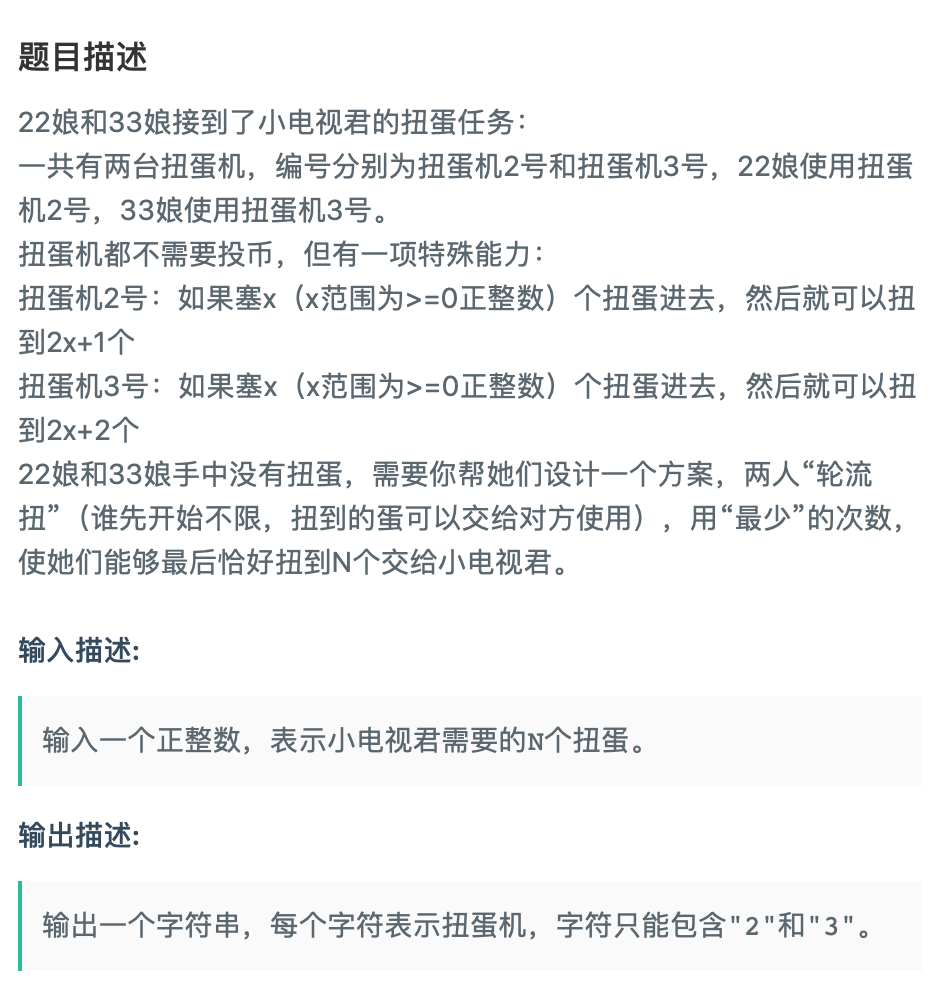 题目描述
22娘和33娘接到了小电视君的扭蛋任务：
一共有两台扭蛋机，编号分别为扭蛋机2号和扭蛋机3号，22娘使用扭蛋
机2号，33娘使用扭蛋机3号。
扭蛋机都不需要投币，但有一项特殊能力：
扭蛋机2号：如果塞x（x范围为>=0正整数）个扭蛋进去，然后就可以扭
到2x+1个
扭蛋机3号：如果塞x（x范围为>=0正整数）个扭蛋进去，然后就可以扭
到2x+2个
22娘和33娘手中没有扭蛋，需要你帮她们设计一个方案，两人“轮流
扭”（谁先开始不限，扭到的蛋可以交给对方使用），用“最少”的次数，
使她们能够最后恰好扭到N个交给小电视君。
输入描述:
输入一个正整数，表示小电视君需要的N个扭蛋。
输出描述:
输出一个字符串，每个字符表示扭蛋机，字符只能包含"2"和"3"。